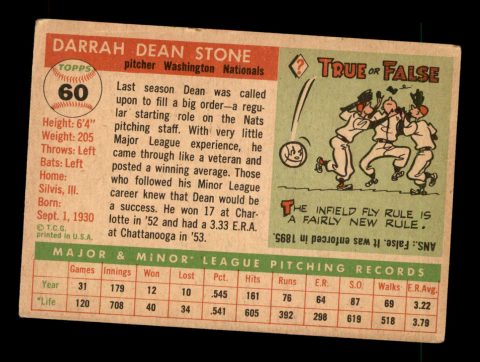 DARRAH DEAN STONE
pitcher Washington Nationals
TOPPS
60
Height: 6'4"
Weight: 205
Throws: Left
Bats: Left
Home:
Silvis, Ill.
Born:
Sept. 1, 1930
© T.C.G.
printed in U.S.A.
Last season Dean was called
upon to fill a big order—a regu-
lar starting role on the Nats
pitching staff. With very little
Major League experience, he
came through like a veteran and
posted a winning average. Those
who followed his Minor League
career knew that Dean would be
a success. He won 17 at Char-
lotte in '52 and had a 3.33 E.R.A.
at Chattanooga in '53.
?
TRUE OR FALSE
THE INFIELD FLY RULE IS
A FAIRLY NEW RULE.
ANS.: False. It was enforced in 1895.
MAJOR & MINOR* LEAGUE PITCHING RECORDS
Games Innings Won Lost Pct. Hits Runs E.R. S.O. Walks E.R.Avg.
Year 31 179 12 10 .545 161 76 64 87 69 3.22
*Life 120 708 40 34 .541 605 392 298 619 518 3.79